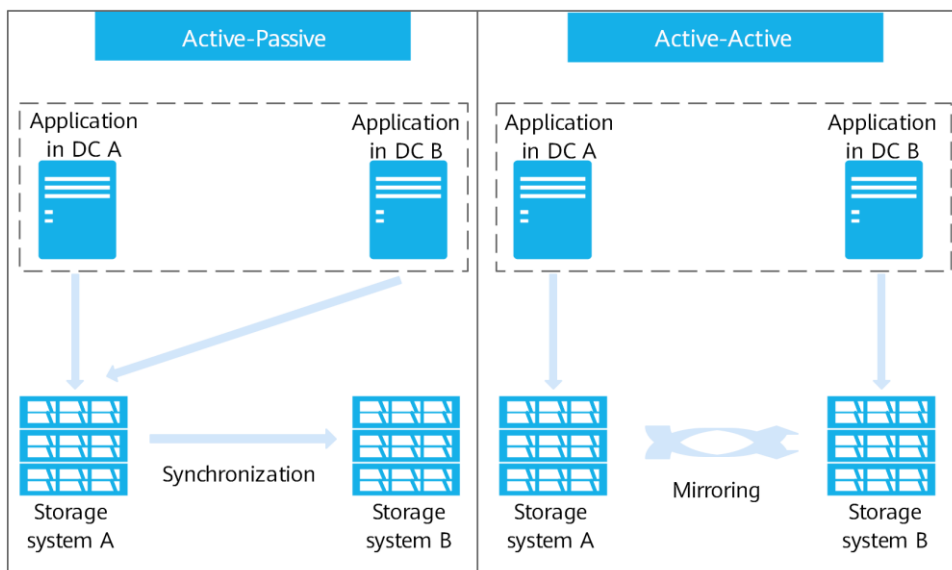 Active-Passive
Application
in DC A
Application
in DC B
Synchronization
Storage
system A
Storage
system B
Active-Active
Application
in DC A
Application
in DC B
Mirroring
Storage
system A
Storage
system B